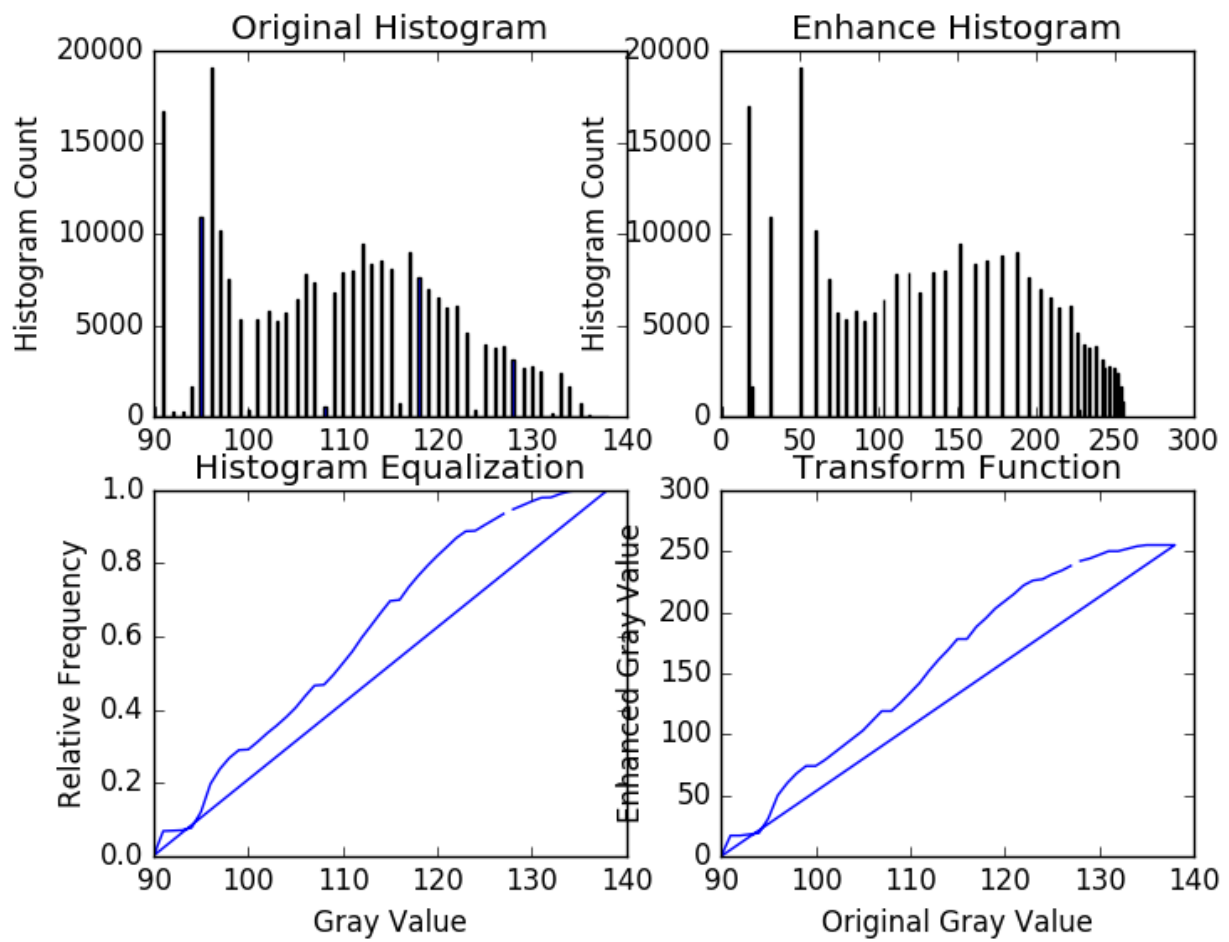 Original Histogram
Histogram Count
20000
15000
10000
5000
0
90 100 110 120 130 140
Enhance Histogram
Histogram Count
20000
15000
10000
5000
0
0 50 100 150 200 250 300
Histogram Equalization
Relative Frequency
1.0
0.8
0.6
0.4
0.2
0.0
90 100 110 120 130 140
Gray Value
Transform Function
Enhanced Gray Value
300
250
200
150
100
50
0
90 100 110 120 130 140
Original Gray Value